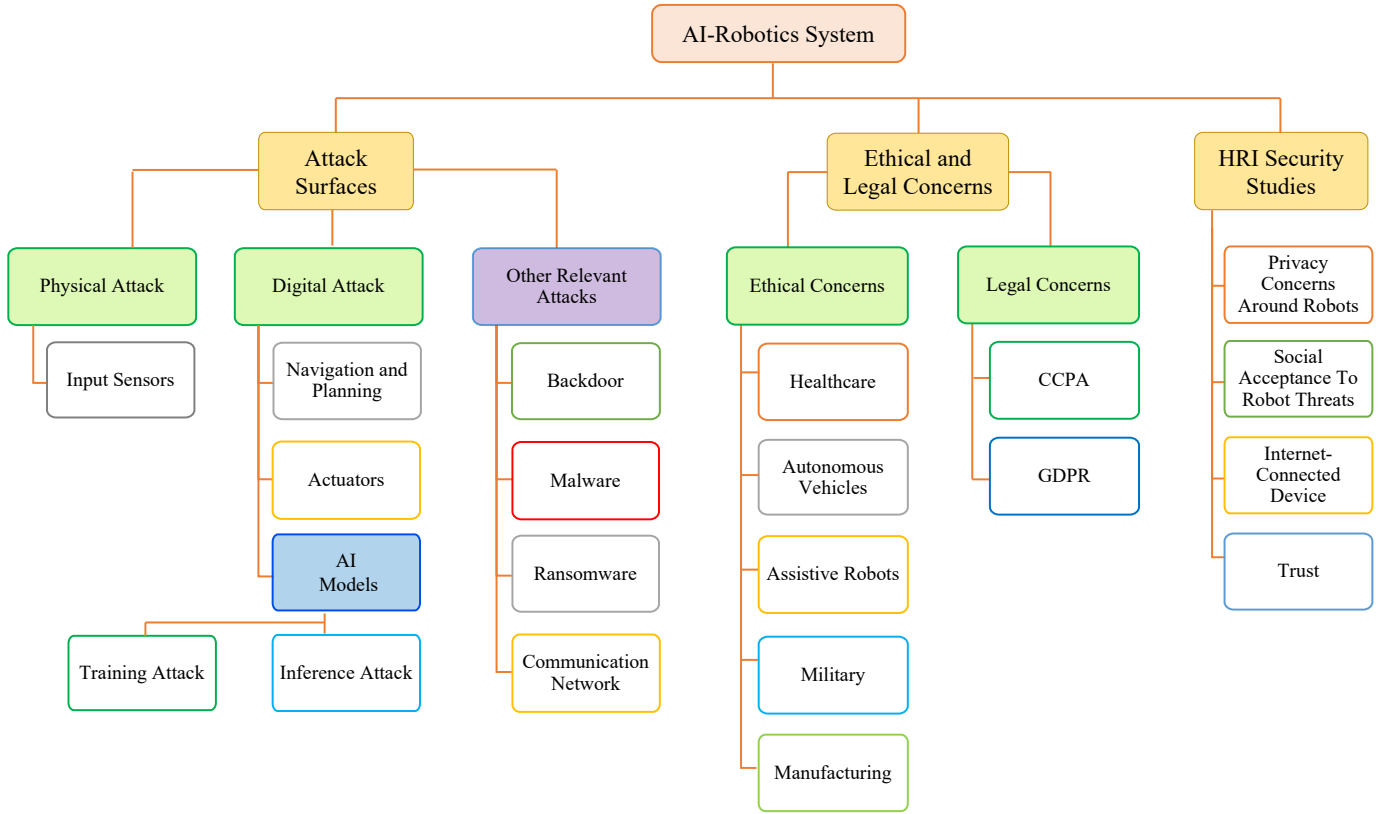 AI-Robotics System
Attack
Surfaces
Ethical and
Legal Concerns
HRI Security
Studies
Physical Attack
Digital Attack
Other Relevant
Attacks
Ethical Concerns
Legal Concerns
Privacy
Concerns
Around Robots
Input Sensors
Navigation and
Planning
Backdoor
Healthcare
CCPA
Social
Acceptance To
Robot Threats
Actuators
Malware
Autonomous
Vehicles
GDPR
Internet-
Connected
Device
AI
Models
Ransomware
Assistive Robots
Trust
Training Attack
Inference Attack
Communication
Network
Military
Manufacturing